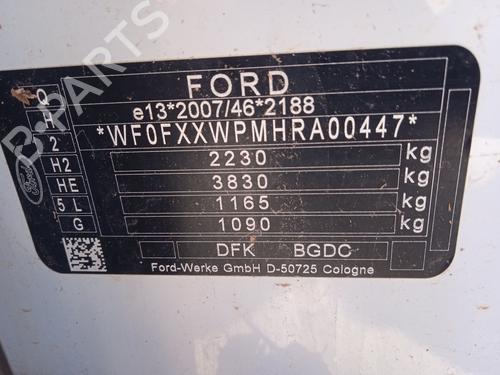 FORD
e13*2007/46*2188
*WF0FXXWPMHRA00447*
2230 kg
3830 kg
1165 kg
1090 kg
H
2
H2
HE
5 L
G
DFK BGDC
Ford-Werke GmbH D-50725 Cologne
Ford